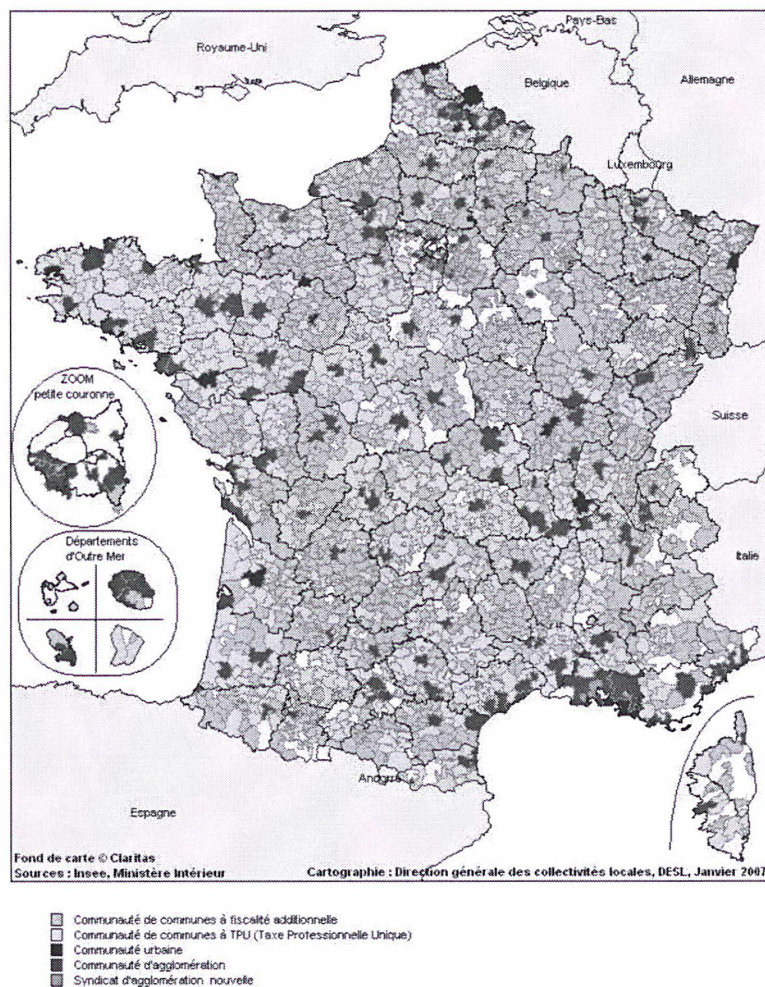 Pays-Bas
Royaume-Uni
Belgique
Allemagne
Luxembourg
ZOOM
petite couronne
Suisse
Départements
d'Outre Mer
Italie
Andorre
Espagne
Fond de carte © Claritas
Sources : Insee, Ministère Intérieur
Cartographie : Direction générale des collectivités locales, DESL, Janvier 2007
Communauté de communes à fiscalité additionnelle
Communauté de communes à TPU (Taxe Professionnelle Unique)
Communauté urbaine
Communauté d'agglomération
Syndicat d'agglomération nouvelle